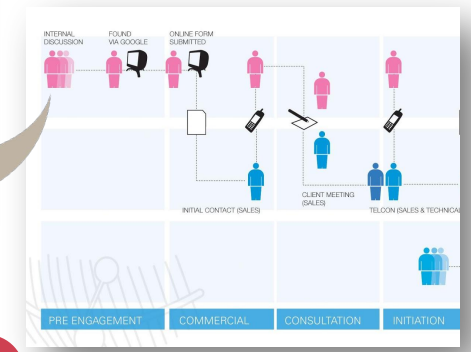 INTERNAL
DISCUSSION
FOUND
VIA GOOGLE
ONLINE FORM
SUBMITTED
INITIAL CONTACT (SALES)
CLIENT MEETING
(SALES)
TELCON (SALES & TECHNICAL
PRE ENGAGEMENT
COMMERCIAL
CONSULTATION
INITIATION